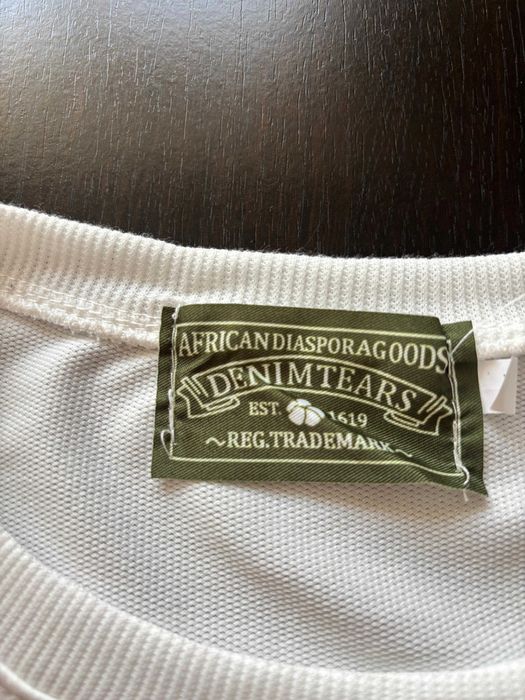 AFRICANDIASPORAGOODS
DENIMTEARS
EST. 1619
~REG.TRADEMARK~